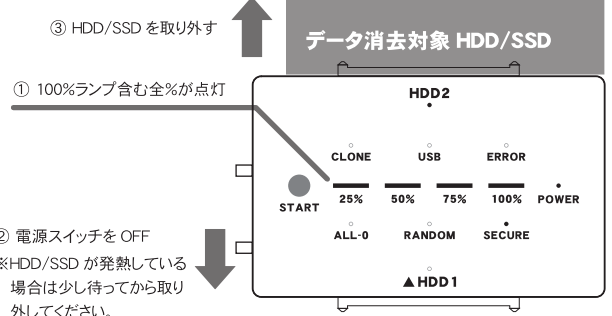 ③ HDD/SSD を取り外す
データ消去対象 HDD/SSD
① 100%ランプ含む全%が点灯
HDD2
CLONE USB ERROR
START 25% 50% 75% 100% POWER
ALL-0 RANDOM SECURE
▲HDD1
② 電源スイッチを OFF
※HDD/SSD が発熱している
場合は少し待ってから取り
外してください。